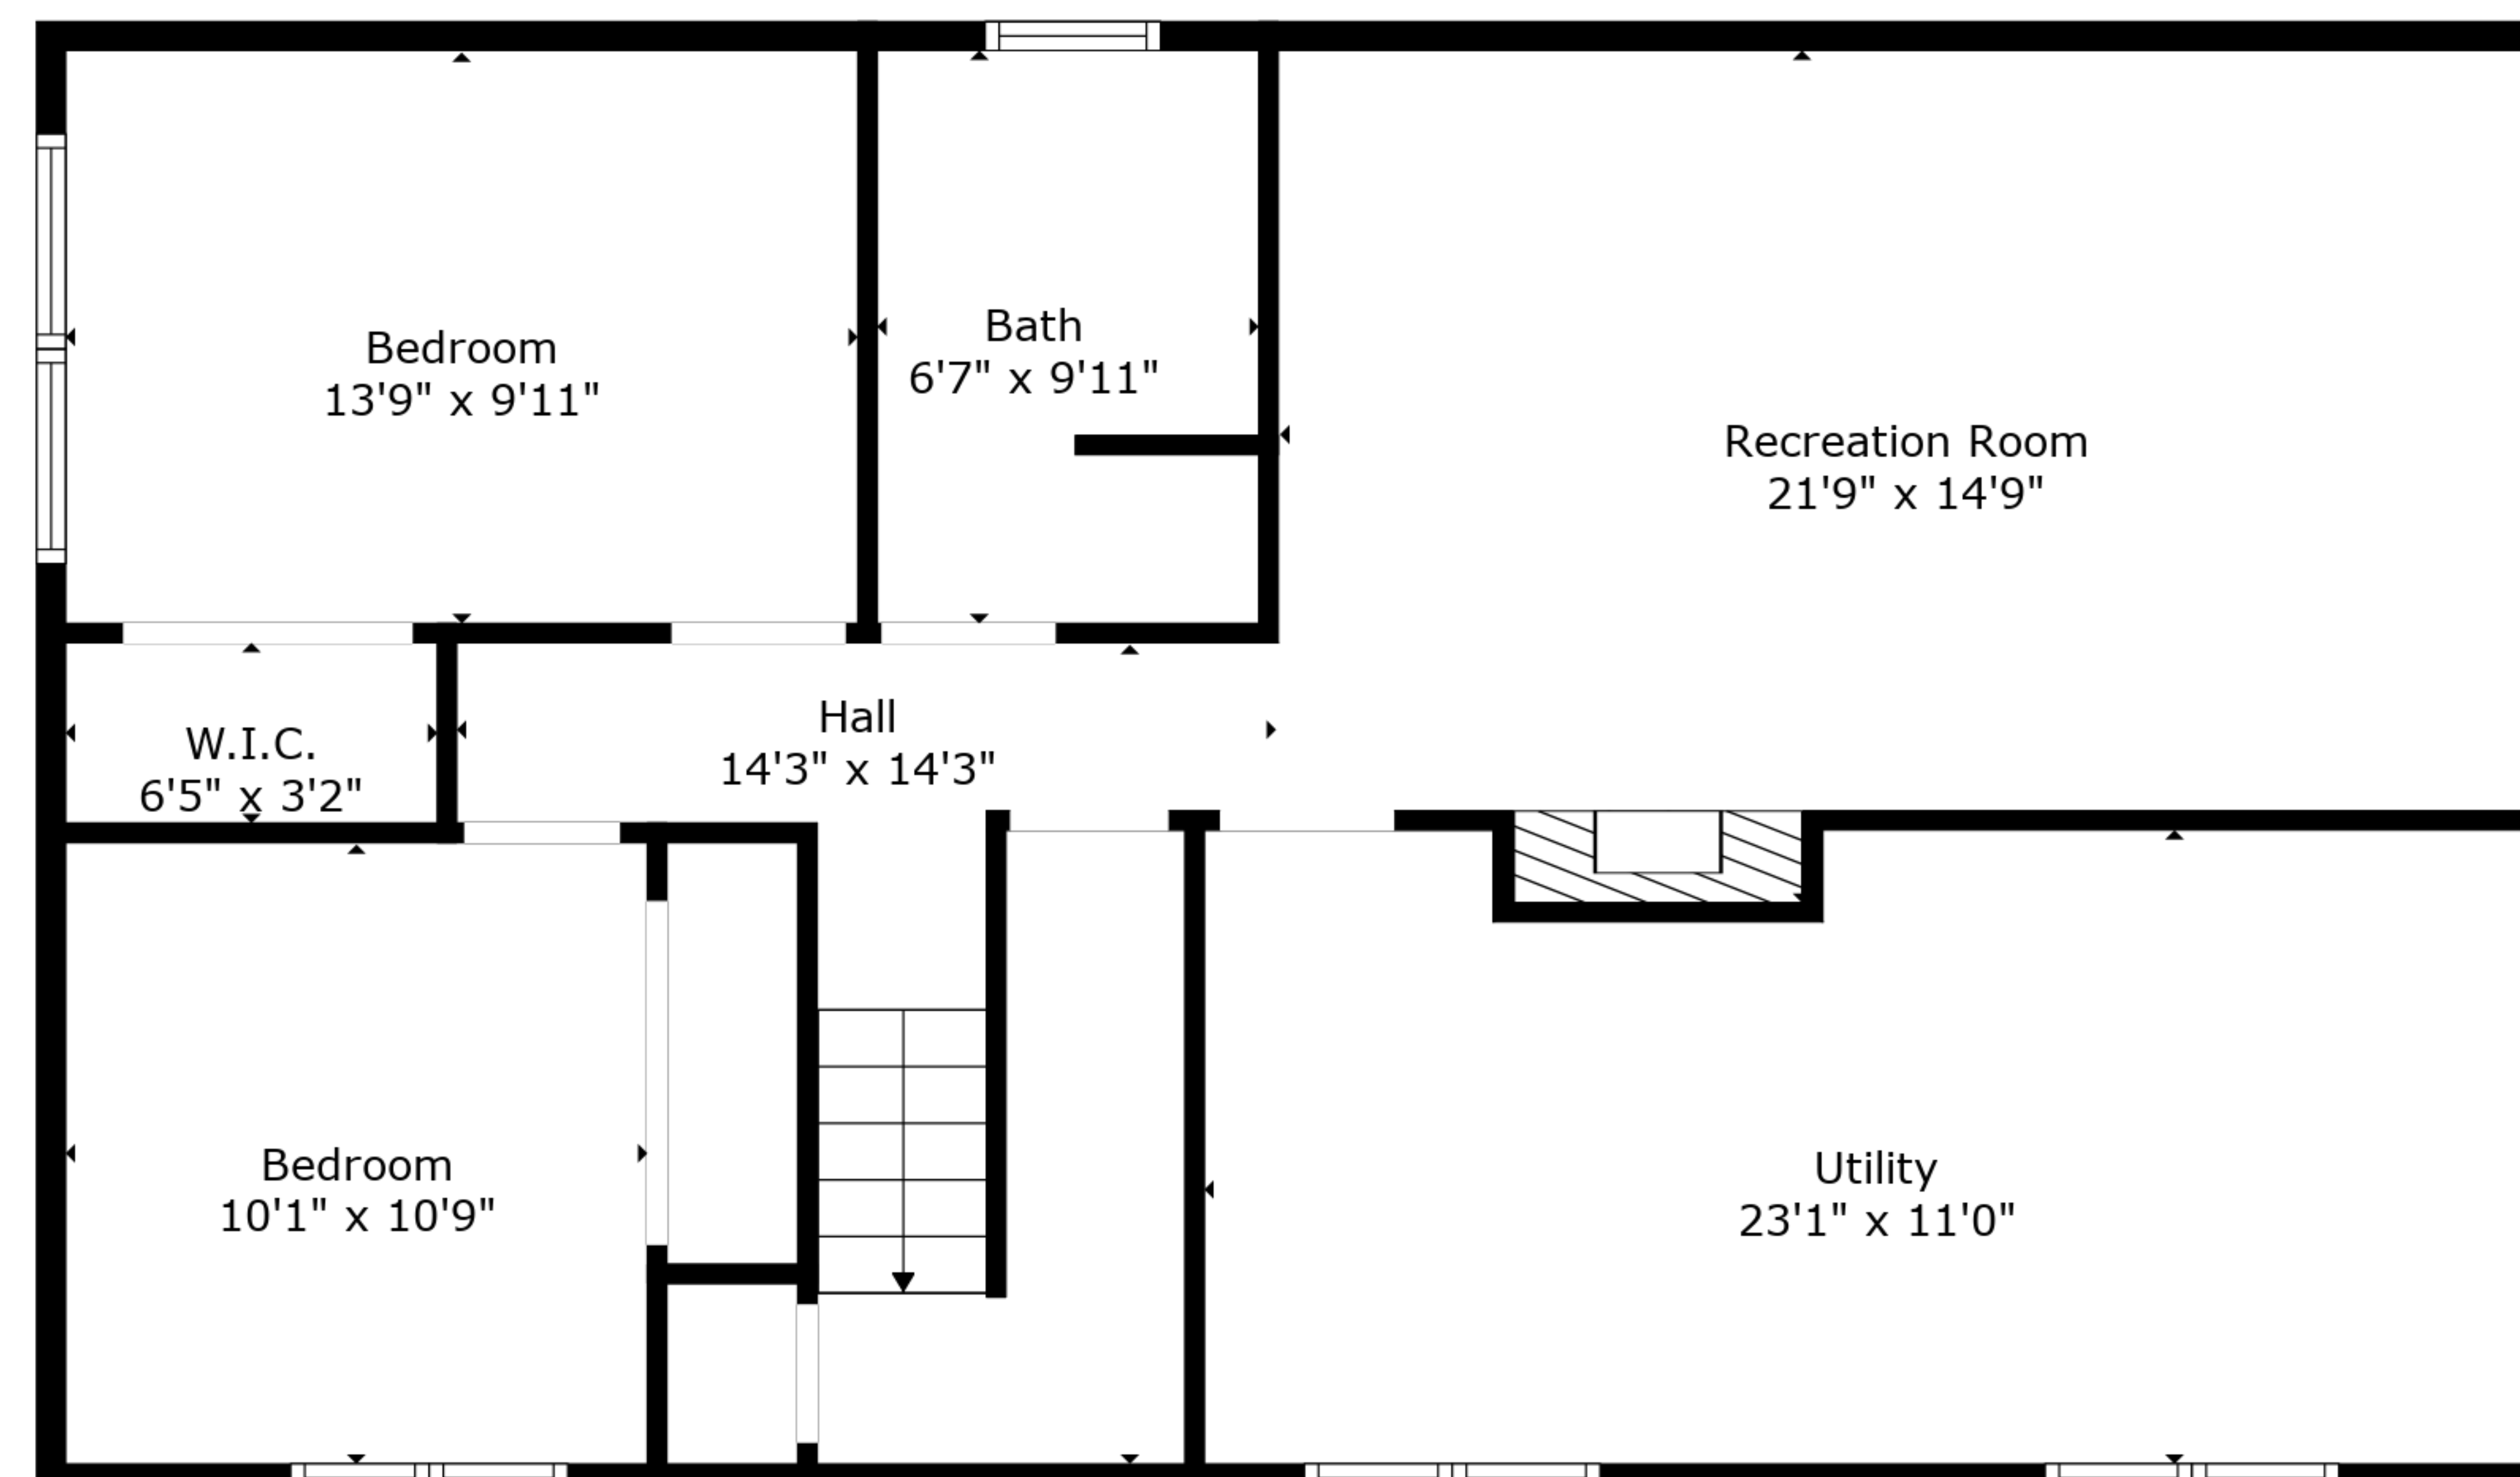 Bedroom
13'9" x 9'11"
Bath
6'7" x 9'11"
Recreation Room
21'9" x 14'9"
W.I.C.
6'5" x 3'2"
Hall
14'3" x 14'3"
Bedroom
10'1" x 10'9"
Utility
23'1" x 11'0"